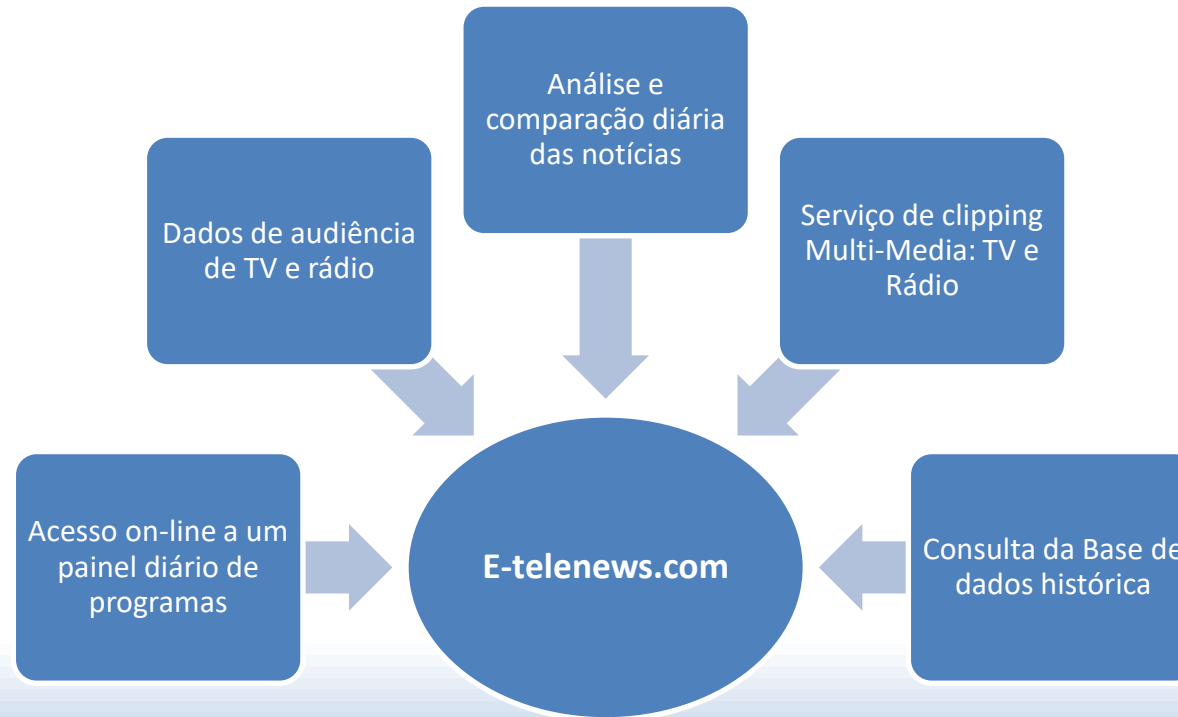 Análise e
comparação diária
das notícias
Dados de audiência
de TV e rádio
Serviço de clipping
Multi-Media: TV e
Rádio
Acesso on-line a um
painel diário de
programas
E-telenews.com
Consulta da Base de
dados histórica